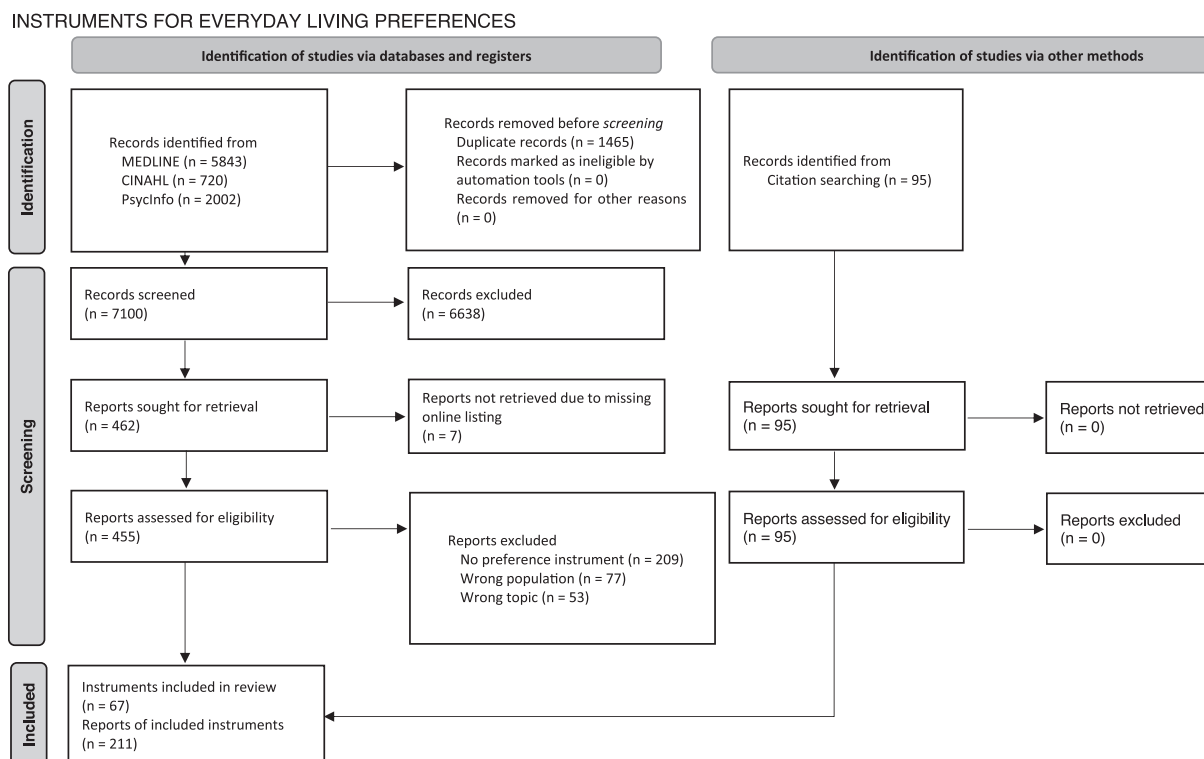 INSTRUMENTS FOR EVERYDAY LIVING PREFERENCES
Identification of studies via databases and registers
Identification of studies via other methods
Identification
Records identified from
MEDLINE (n = 5843)
CINAHL (n = 720)
PsycInfo (n = 2002)
Records removed before screening
Duplicate records (n = 1465)
Records marked as ineligible by
automation tools (n = 0)
Records removed for other reasons
(n = 0)
Records identified from
Citation searching (n = 95)
Screening
Records screened
(n = 7100)
Records excluded
(n = 6638)
Reports sought for retrieval
(n = 462)
Reports not retrieved due to missing
online listing
(n = 7)
Reports sought for retrieval
(n = 95)
Reports not retrieved
(n = 0)
Reports assessed for eligibility
(n = 455)
Reports excluded
No preference instrument (n = 209)
Wrong population (n = 77)
Wrong topic (n = 53)
Reports assessed for eligibility
(n = 95)
Reports excluded
(n = 0)
Included
Instruments included in review
(n = 67)
Reports of included instruments
(n = 211)